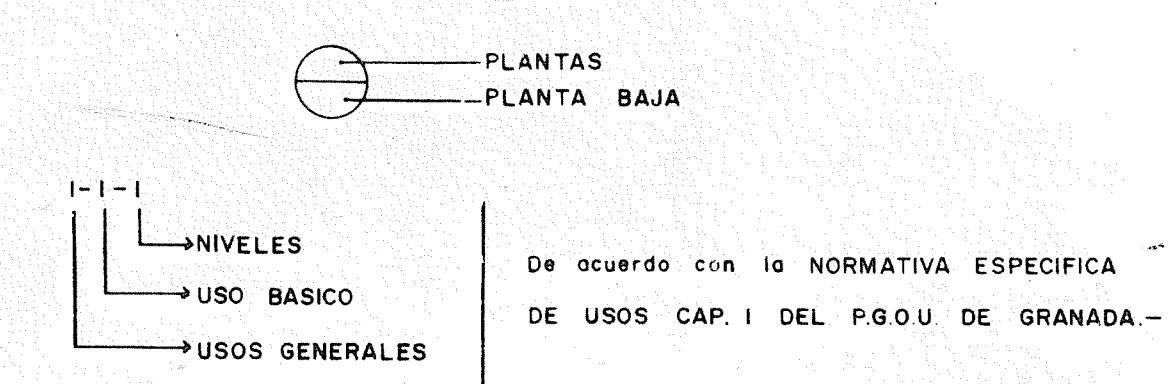 PLANTAS
PLANTA BAJA
1-1-1
NIVELES
USO BASICO
USOS GENERALES
De acuerdo con la NORMATIVA ESPECIFICA
DE USOS CAP. I DEL P.G.O.U. DE GRANADA.-